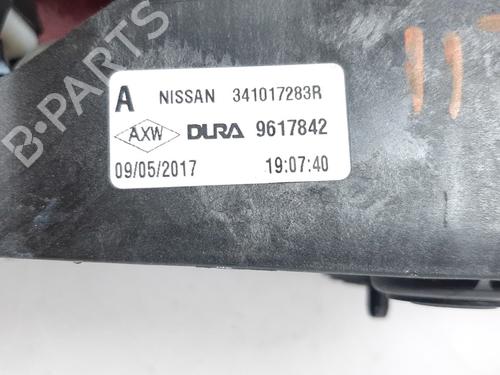 A NISSAN 341017283R
AXW DURA 9617842
09/05/2017 19:07:40
B-PARTS